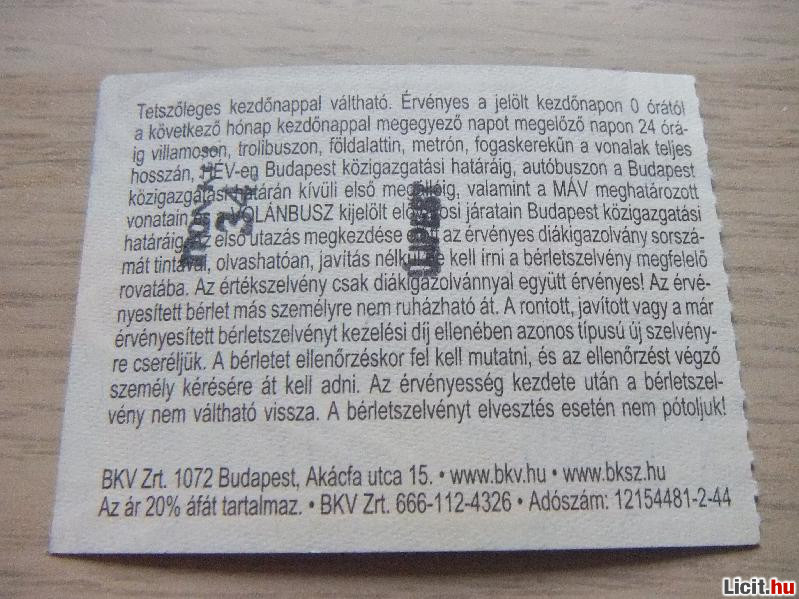 Tetszőleges kezdőnappal váltható. Érvényes a jelölt kezdőnapon 0 órától
a következő hónap kezdőnappal megegyező napot megelőző napon 24 órá-
ig villamoson, trolibuszon, földalattin, metrón, fogaskerekűn a vonalak teljes
hosszán, HÉV-en Budapest közigazgatási határáig, autóbuszon a Budapest
közigazgatási határán kívüli első megállóig, valamint a MÁV meghatározott
vonatain és a VOLÁNBUSZ kijelölt elővárosi járatain Budapest közigazgatási
határáig. Az első utazás megkezdése előtt az érvényes diákigazolvány sorszá-
mát tintával, olvashatóan, javítás nélkül be kell írni a bérletszelvény megfelelő
rovatába. Az értékszelvény csak diákigazolvánnyal együtt érvényes! Az érvé-
nyesített bérlet más személyre nem ruházható át. A rontott, javított vagy a már
érvényesített bérletszelvényt kezelési díj ellenében azonos típusú új szelvény-
re cseréljük. A bérletet ellenőrzéskor fel kell mutatni, és az ellenőrzést végző
személy kérésére át kell adni. Az érvényesség kezdete után a bérletszel-
vény nem váltható vissza. A bérletszelvényt elvesztés esetén nem pótoljuk!
BKV Zrt. 1072 Budapest, Akácfa utca 15. • www.bkv.hu • www.bksz.hu
Az ár 20% áfát tartalmaz. • BKV Zrt. 666-112-4326 • Adószám: 12154481-2-44
Licit.hu